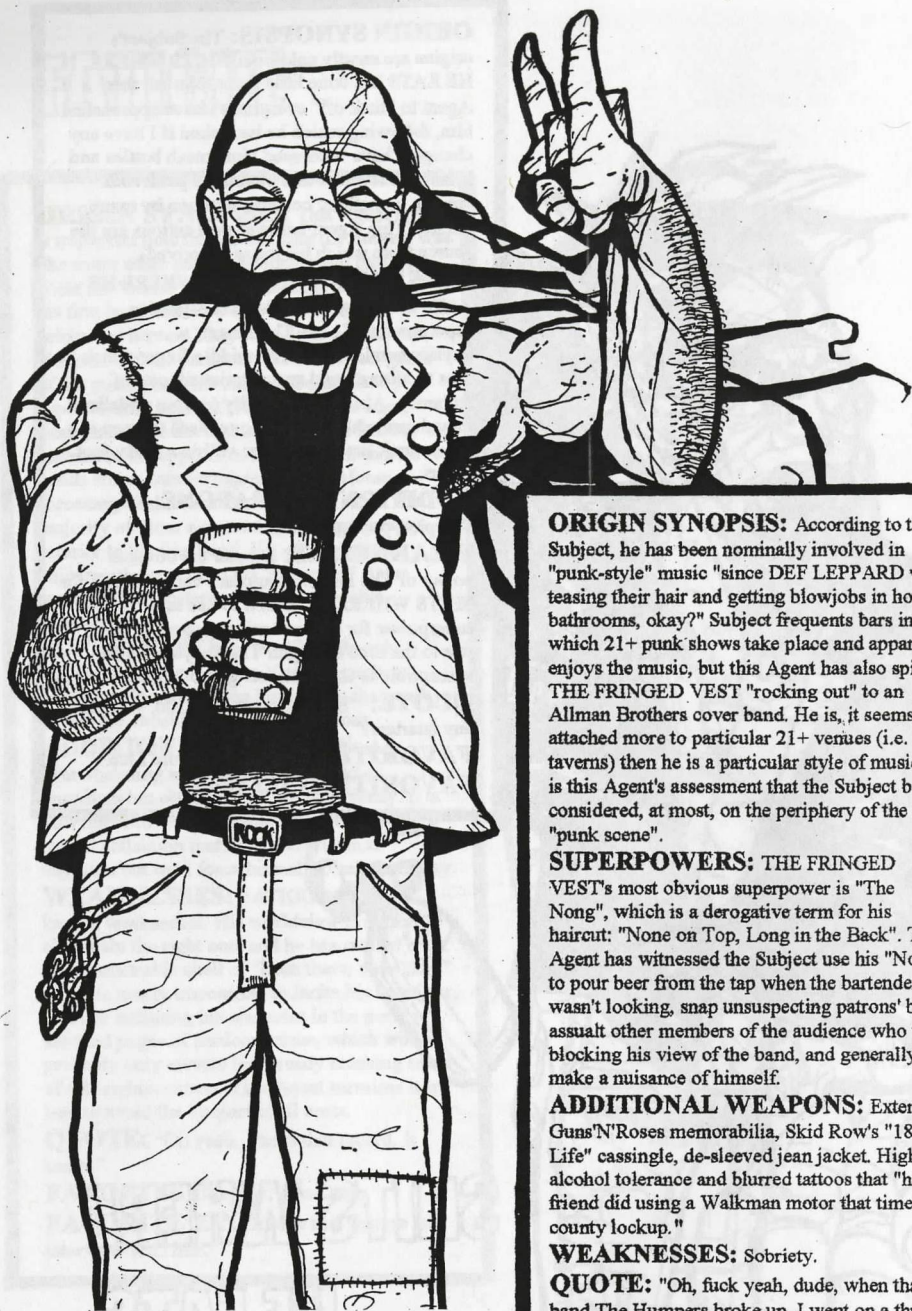 ROCK
ORIGIN SYNOPSIS: According to t
Subject, he has been nominally involved in
"punk-style" music "since DEF LEPPARD
teasing their hair and getting blowjobs in ho
bathrooms, okay?" Subject frequents bars in
which 21+ punk shows take place and appar
enjoys the music, but this Agent has also spi
THE FRINGED VEST "rocking out" to an
Allman Brothers cover band. He is, it seems
attached more to particular 21+ venues (i.e.
taverns) then he is a particular style of music
is this Agent's assessment that the Subject b
considered, at most, on the periphery of the
"punk scene".
SUPERPOWERS: THE FRINGED
VEST's most obvious superpower is "The
Nong", which is a derogative term for his
haircut: "None on Top, Long in the Back". T
Agent has witnessed the Subject use his "No
to pour beer from the tap when the bartende
wasn't looking, snap unsuspecting patrons' b
assualt other members of the audience who
blocking his view of the band, and generally
make a nuisance of himself.
ADDITIONAL WEAPONS: Exten
Guns'N'Roses memorabilia, Skid Row's "18
Life" cassingle, de-sleeved jean jacket. High
alcohol tolerance and blurred tattoos that "h
friend did using a Walkman motor that time
county lockup."
WEAKNESSES: Sobriety.
QUOTE: "Oh, fuck yeah, dude, when tha
band The Humpers broke up, I went on a